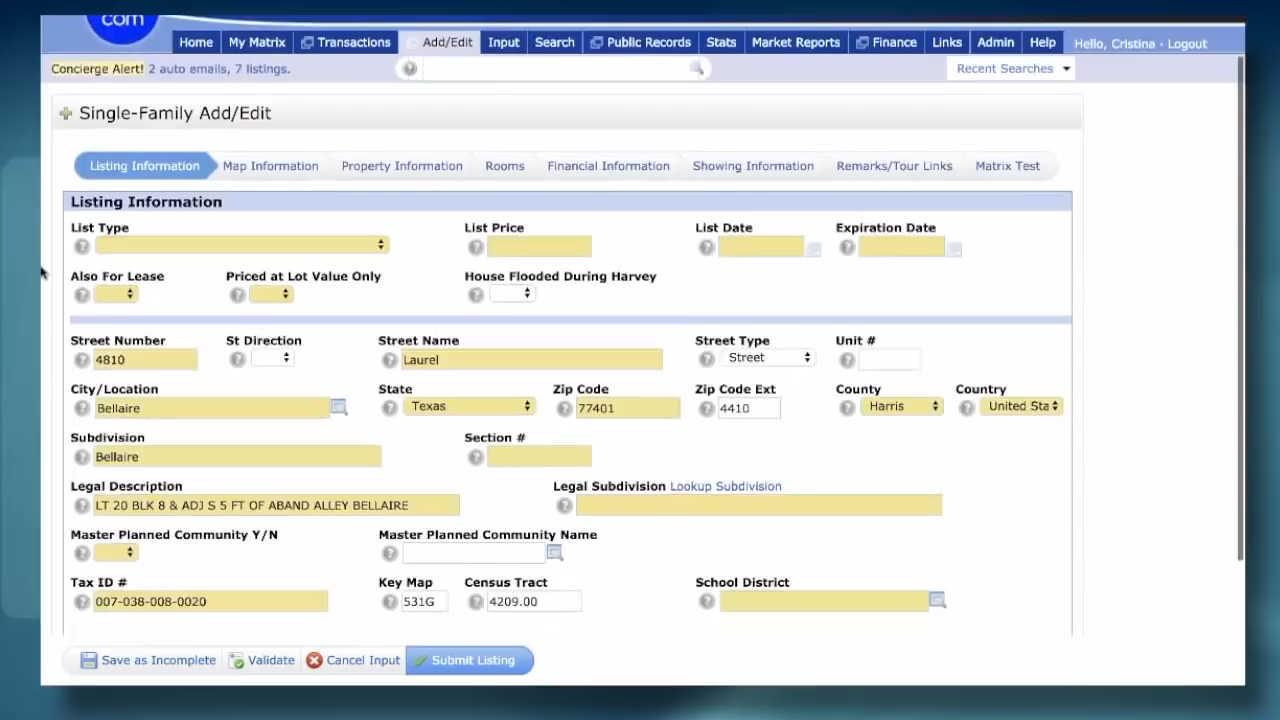 com
Home My Matrix Transactions Add/Edit Input Search Public Records Stats Market Reports Finance Links Admin Help Hello, Cristina · Logout
Concierge Alert! 2 auto emails, 7 listings. Recent Searches
Single-Family Add/Edit
Listing Information Map Information Property Information Rooms Financial Information Showing Information Remarks/Tour Links Matrix Test
Listing Information
List Type List Price List Date Expiration Date
Also For Lease Priced at Lot Value Only House Flooded During Harvey
Street Number St Direction Street Name Street Type Unit #
4810 Laurel Street
City/Location State Zip Code Zip Code Ext County Country
Bellaire Texas 77401 4410 Harris United Sta
Subdivision Section #
Bellaire
Legal Description Legal Subdivision Lookup Subdivision
LT 20 BLK 8 & ADJ S 5 FT OF ABAND ALLEY BELLAIRE
Master Planned Community Y/N Master Planned Community Name
Tax ID # Key Map Census Tract School District
007-038-008-0020 531G 4209.00
Save as Incomplete Validate Cancel Input Submit Listing